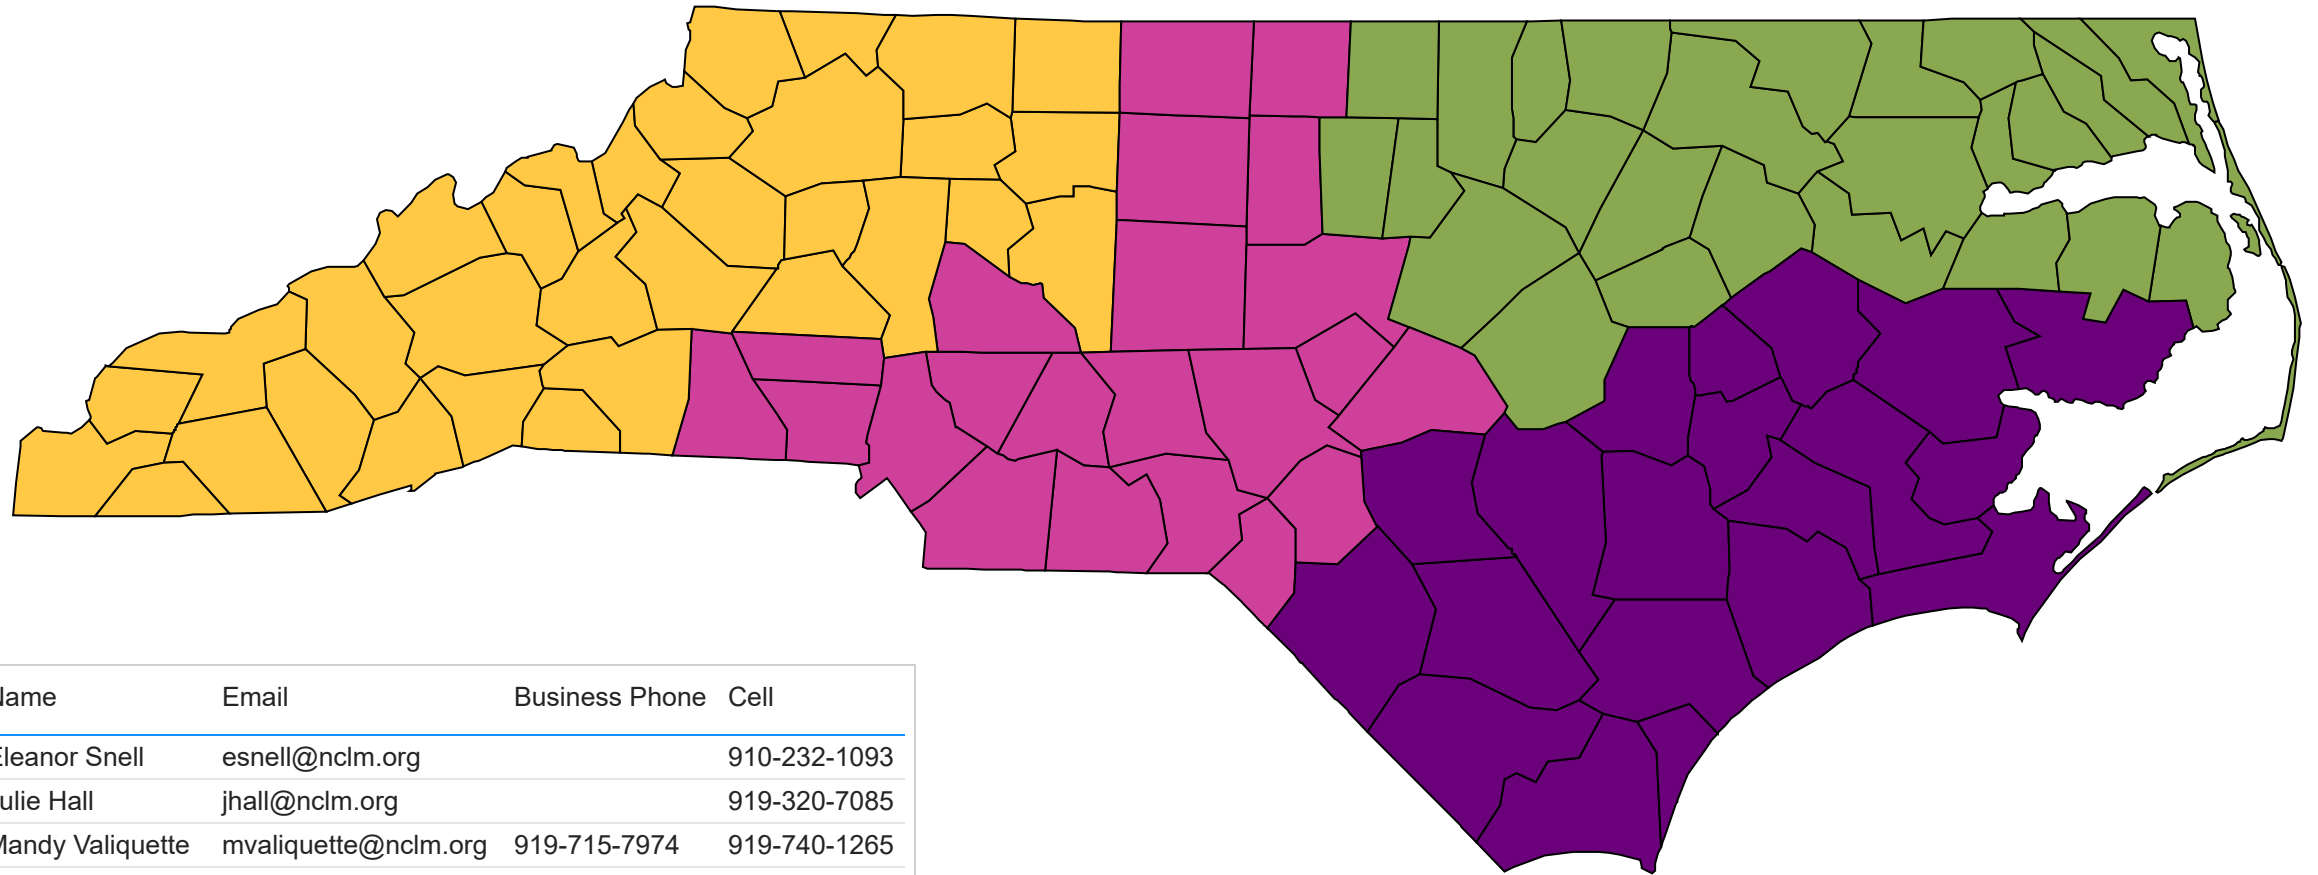 Name Email Business Phone Cell
Eleanor Snell esnell@nclm.org 910-232-1093
ulie Hall jhall@nclm.org 919-320-7085
Mandy Valiquette mvaliquette@nclm.org 919-715-7974 919-740-1265